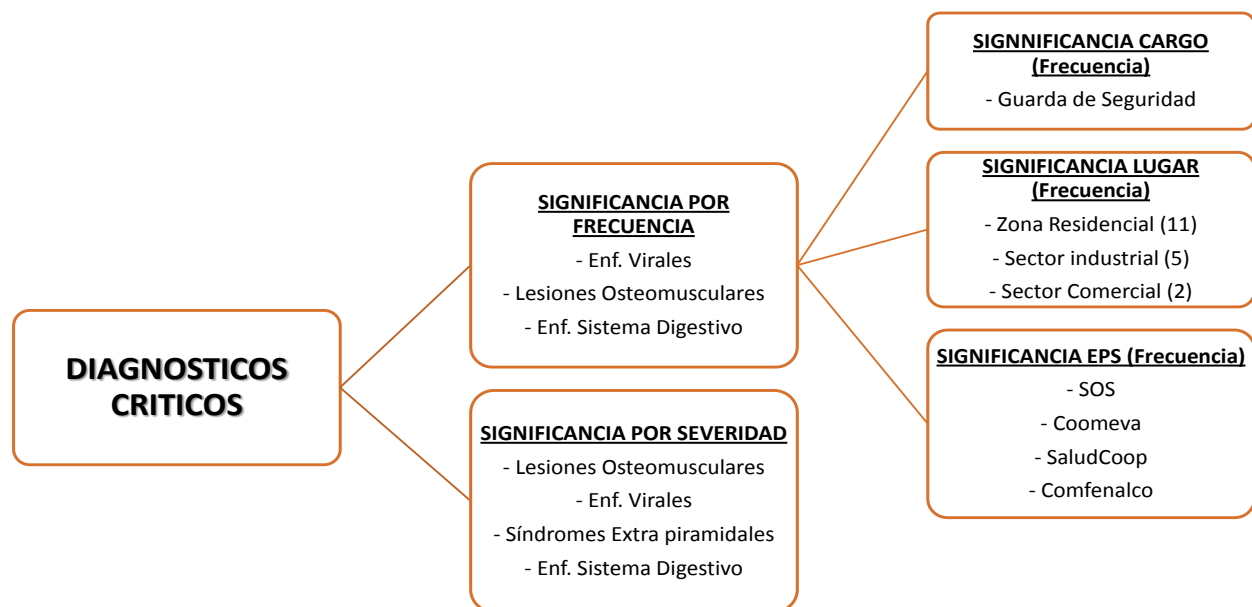 DIAGNOSTICOS
CRITICOS
SIGNIFICANCIA POR
FRECUENCIA
- Enf. Virales
- Lesiones Osteomusculares
- Enf. Sistema Digestivo
SIGNIFICANCIA POR SEVERIDAD
- Lesiones Osteomusculares
- Enf. Virales
- Síndromes Extra piramidales
- Enf. Sistema Digestivo
SIGNNIFICANCIA CARGO
(Frecuencia)
- Guarda de Seguridad
SIGNIFICANCIA LUGAR
(Frecuencia)
- Zona Residencial (11)
- Sector industrial (5)
- Sector Comercial (2)
SIGNIFICANCIA EPS (Frecuencia)
- SOS
- Coomeva
- SaludCoop
- Comfenalco